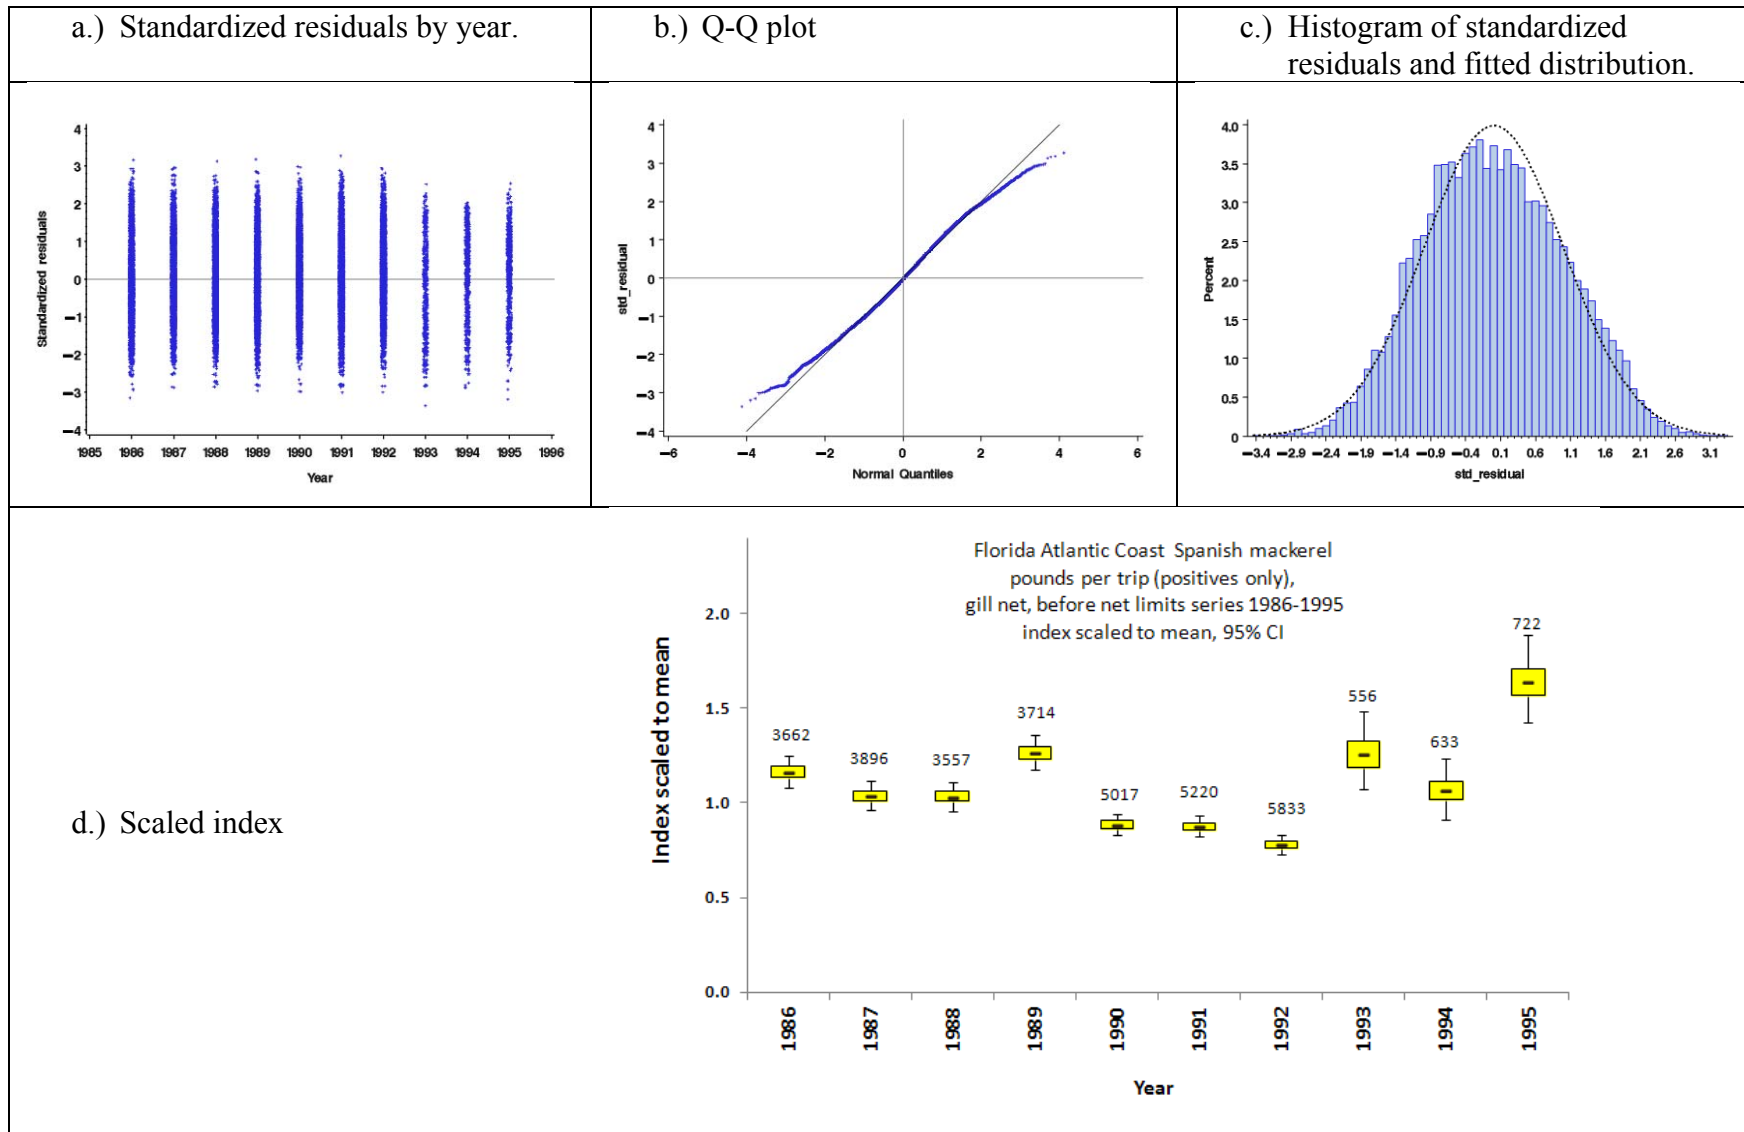 a.) Standardized residuals by year.
b.) Q-Q plot
c.) Histogram of standardized
residuals and fitted distribution.
Standardized residuals
4
3
2
1
0
−1
−2
−3
−4
1985 1986 1987 1988 1989 1990 1991 1992 1993 1994 1995 1996
Year
std_residual
4
3
2
1
0
−1
−2
−3
−4
−6 −4 −2 0 2 4 6
Normal Quantiles
Percent
4.0
3.5
3.0
2.5
2.0
1.5
1.0
0.5
0
−3.4 −2.9 −2.4 −1.9 −1.4 −0.9 −0.4 0.1 0.6 1.1 1.6 2.1 2.6 3.1
std_residual
d.) Scaled index
Florida Atlantic Coast Spanish mackerel
pounds per trip (positives only),
gill net, before net limits series 1986-1995
index scaled to mean, 95% CI
Index scaled to mean
2.0
1.5
1.0
0.5
0.0
3662
3896
3557
3714
5017
5220
5833
556
633
722
1986 1987 1988 1989 1990 1991 1992 1993 1994 1995
Year